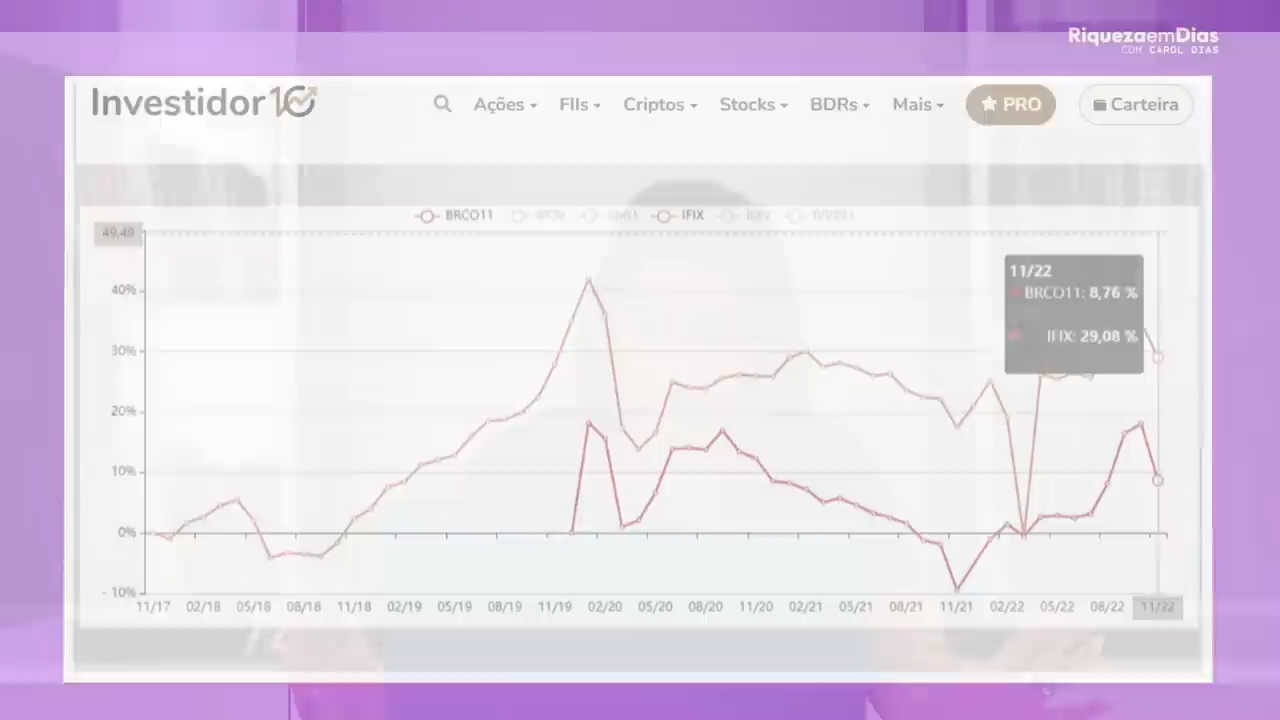 RiquezaemDias
COM CAROL DIAS
Investidor10
Ações FIIs Criptos Stocks BDRs Mais PRO Carteira
BRCO11 IFIX
49,49
40%
30%
20%
10%
0%
- 10%
11/22
BRCO11: 8,76 %
IFIX: 29,08 %
11/17 02/18 05/18 08/18 11/18 02/19 05/19 08/19 11/19 02/20 05/20 08/20 11/20 02/21 05/21 08/21 11/21 02/22 05/22 08/22 11/22